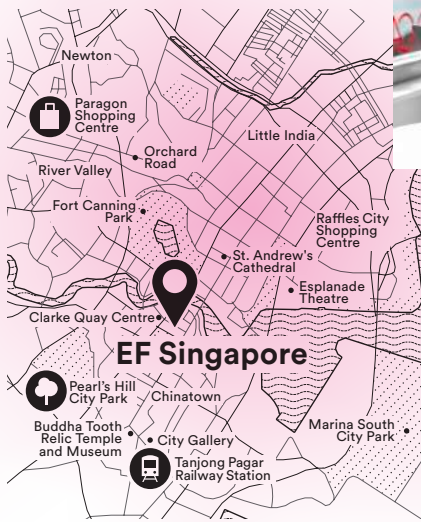 Newton
Paragon
Shopping
Centre
Little India
Orchard
Road
River Valley
Fort Canning
Park
Raffles City
Shopping
Centre
St. Andrew's
Cathedral
Esplanade
Theatre
Clarke Quay Centre
EF Singapore
Pearl's Hill
City Park
Chinatown
Buddha Tooth
Relic Temple
and Museum
City Gallery
Marina South
City Park
Tanjong Pagar
Railway Station